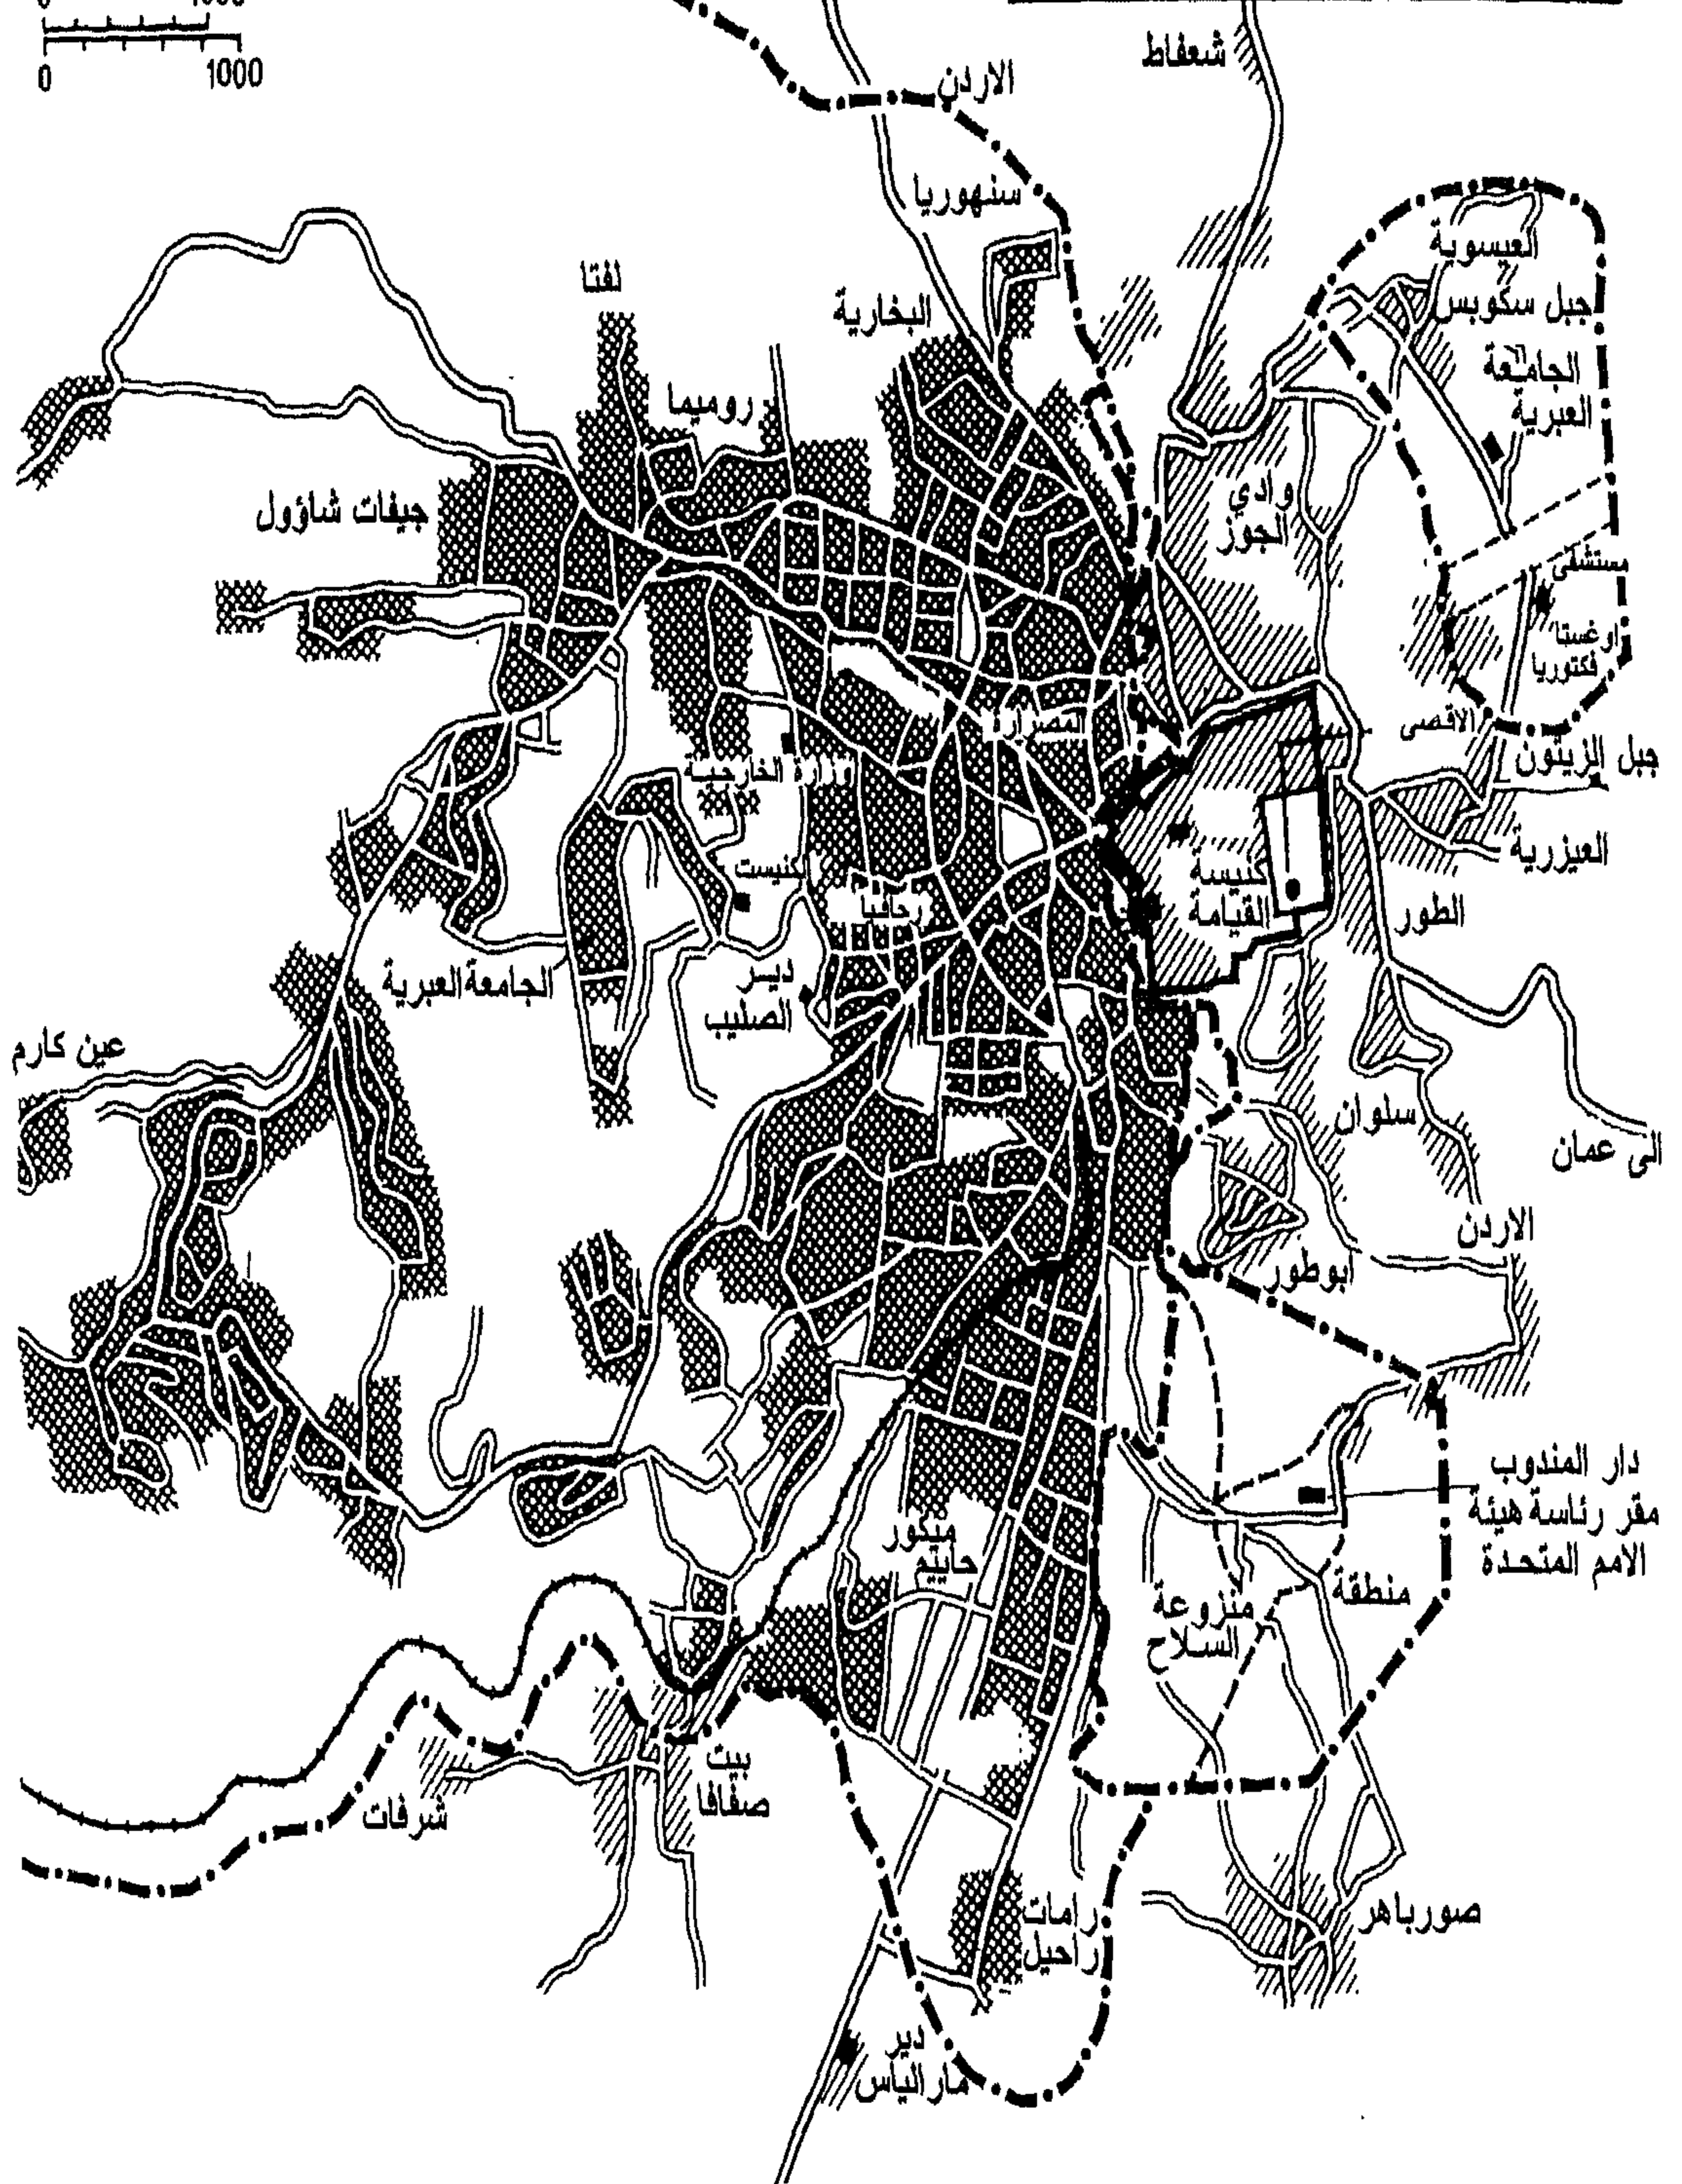 0 1000
شعفاط
الاردن
سنهوريا
العيسوية
لفتا
جبل سكوبس
البخارية
الجامعة
العبرية
روميما
وادي
الجوز
جيفات شاؤول
مستشفى
اوغستا
فكتوريا
المصرارة
الاقصى
جبل الزيتون
وزارة الخارجية
العيزرية
الكنيست
كنيسة
القيامة
رحافيا
الطور
الجامعة العبرية
ديـر
الصليب
عين كارم
سلوان
الى عمان
الاردن
ابوطور
دار المندوب
مقر رئاسة هيئة
الامم المتحدة
ميكور
حاييم
منطقة
منزوعة
السلاح
بيت
صفافا
شرفات
رامات
راحيل
صورباهر
دير
مار الياس